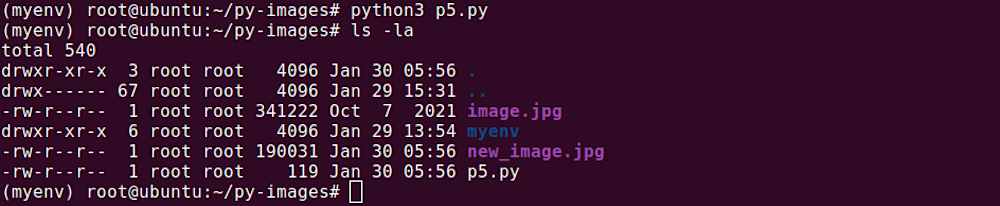 (myenv) root@ubuntu:~/py-images# python3 p5.py
(myenv) root@ubuntu:~/py-images# ls -la
total 540
drwxr-xr-x  3 root root   4096 Jan 30 05:56 .
drwx------ 67 root root   4096 Jan 29 15:31 ..
-rw-r--r--  1 root root 341222 Oct  7  2021 image.jpg
drwxr-xr-x  6 root root   4096 Jan 29 13:54 myenv
-rw-r--r--  1 root root 190031 Jan 30 05:56 new_image.jpg
-rw-r--r--  1 root root    119 Jan 30 05:56 p5.py
(myenv) root@ubuntu:~/py-images#